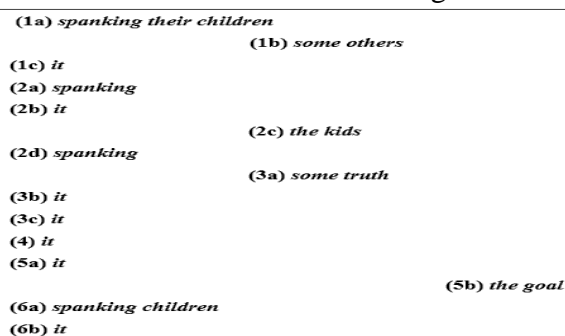 (1a) spanking their children
(1b) some others
(1c) it
(2a) spanking
(2b) it
(2c) the kids
(2d) spanking
(3a) some truth
(3b) it
(3c) it
(4) it
(5a) it
(5b) the goal
(6a) spanking children
(6b) it